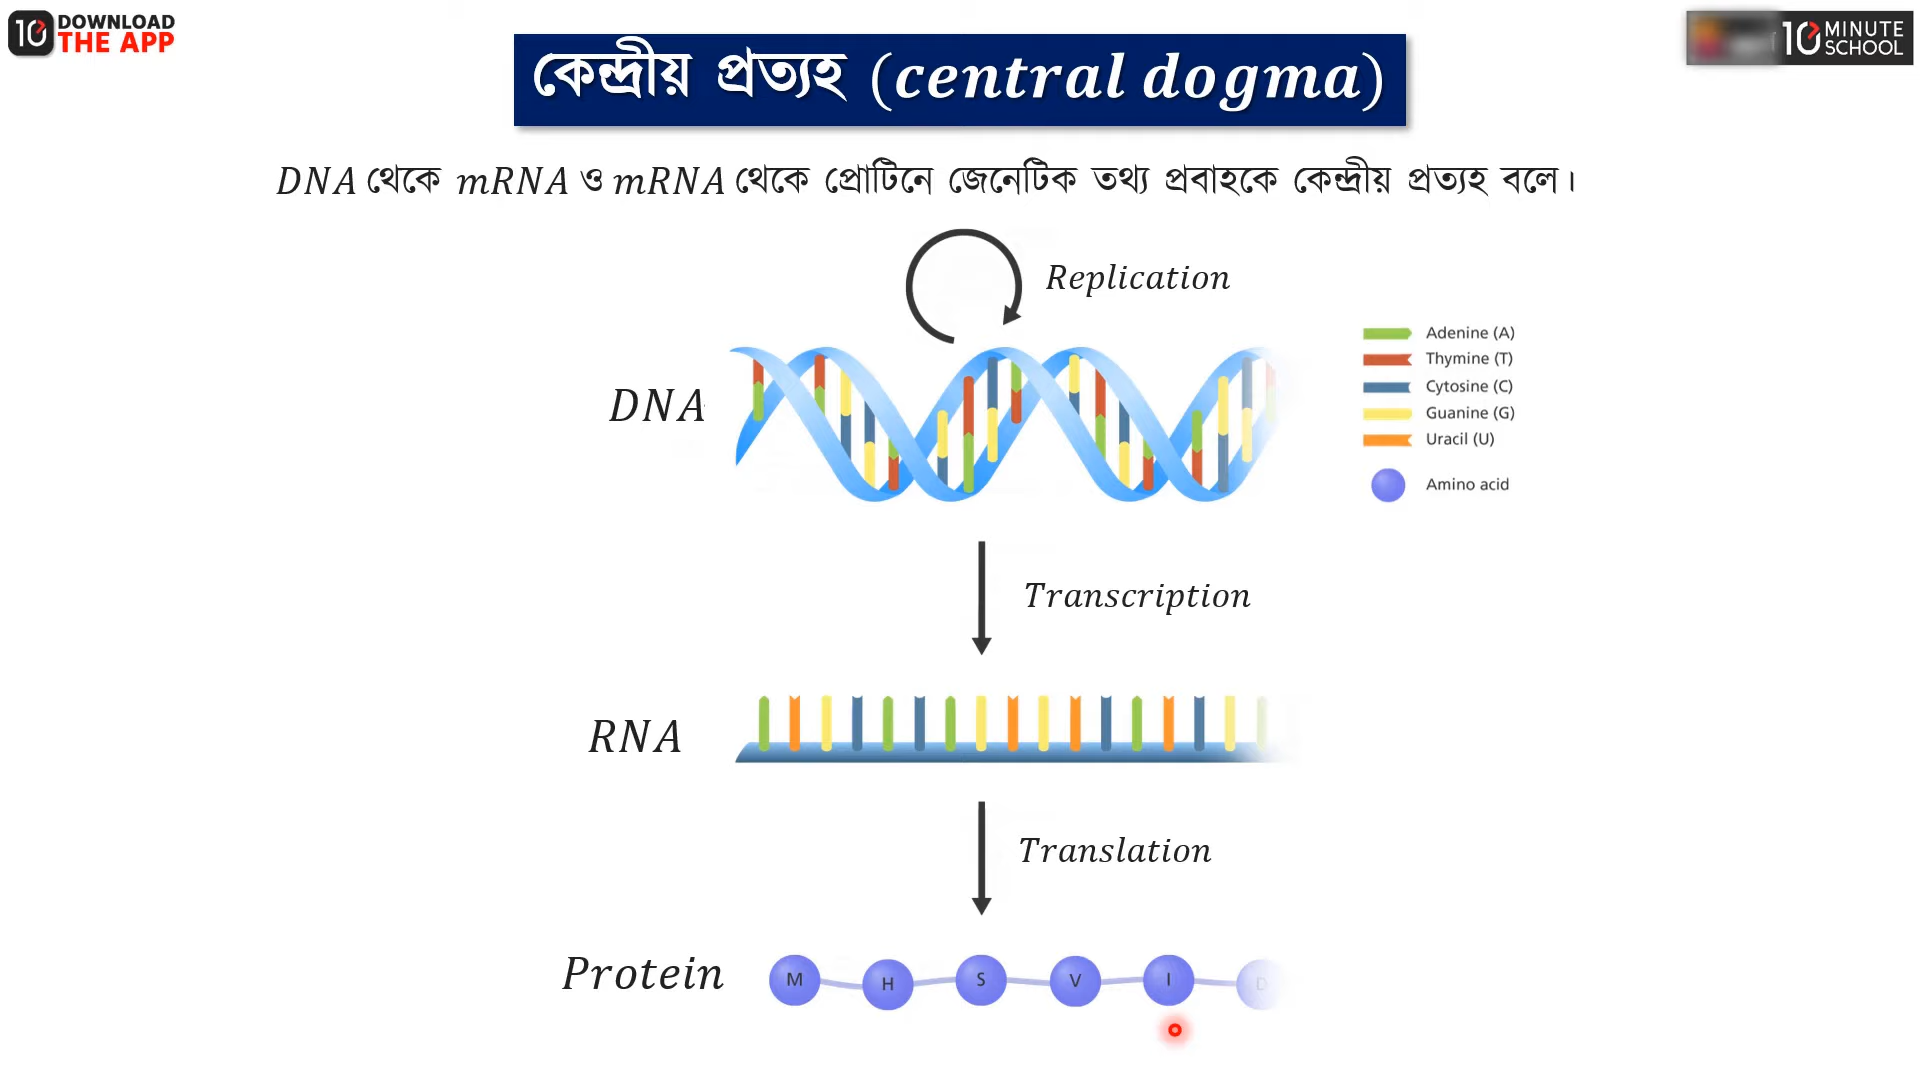 DOWNLOAD
THE APP
10 MINUTE
SCHOOL
কেন্দ্রীয় প্রত্যহ (central dogma)
DNA থেকে mRNA ও mRNA থেকে প্রোটিনে জেনেটিক তথ্য প্রবাহকে কেন্দ্রীয় প্রত্যহ বলে।
Replication
DNA
Adenine (A)
Thymine (T)
Cytosine (C)
Guanine (G)
Uracil (U)
Amino acid
Transcription
RNA
Translation
Protein
M H S V I D